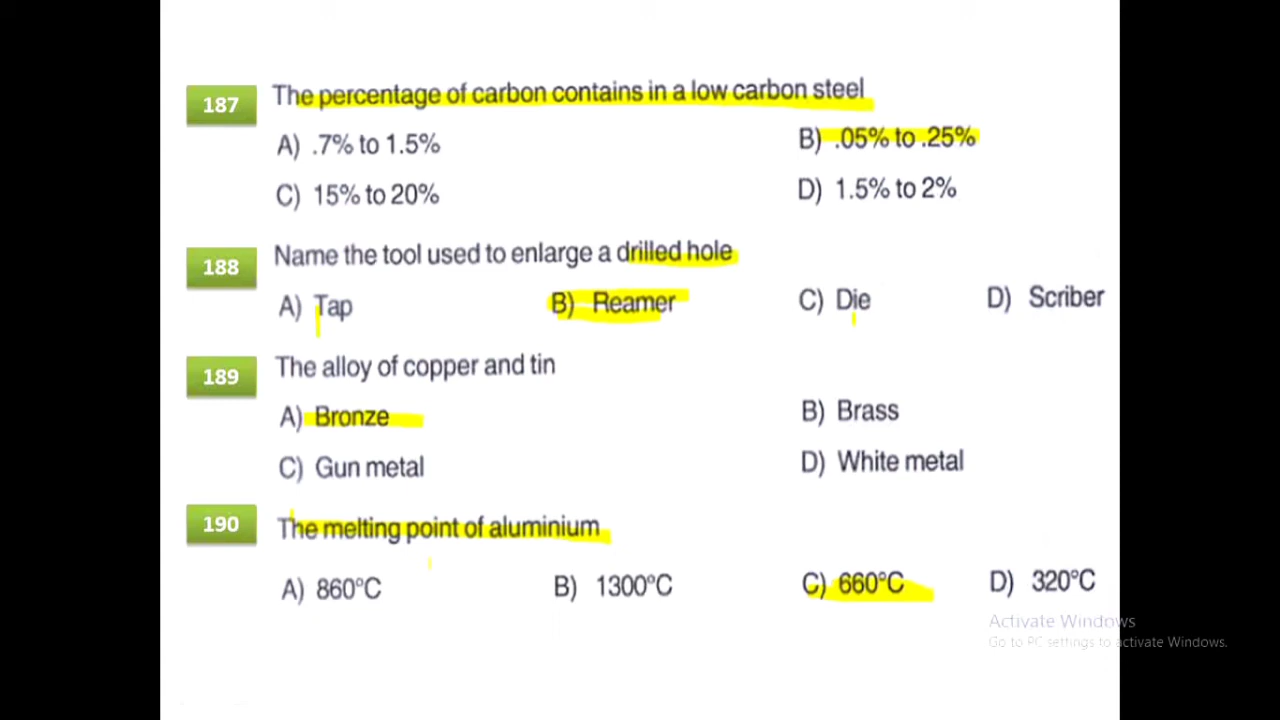 187 The percentage of carbon contains in a low carbon steel
A) .7% to 1.5% B) .05% to .25%
C) 15% to 20% D) 1.5% to 2%
188 Name the tool used to enlarge a drilled hole
A) Tap B) Reamer C) Die D) Scriber
189 The alloy of copper and tin
A) Bronze B) Brass
C) Gun metal D) White metal
190 The melting point of aluminium
A) 860°C B) 1300°C C) 660°C D) 320°C
Activate Windows
Go to PC settings to activate Windows.